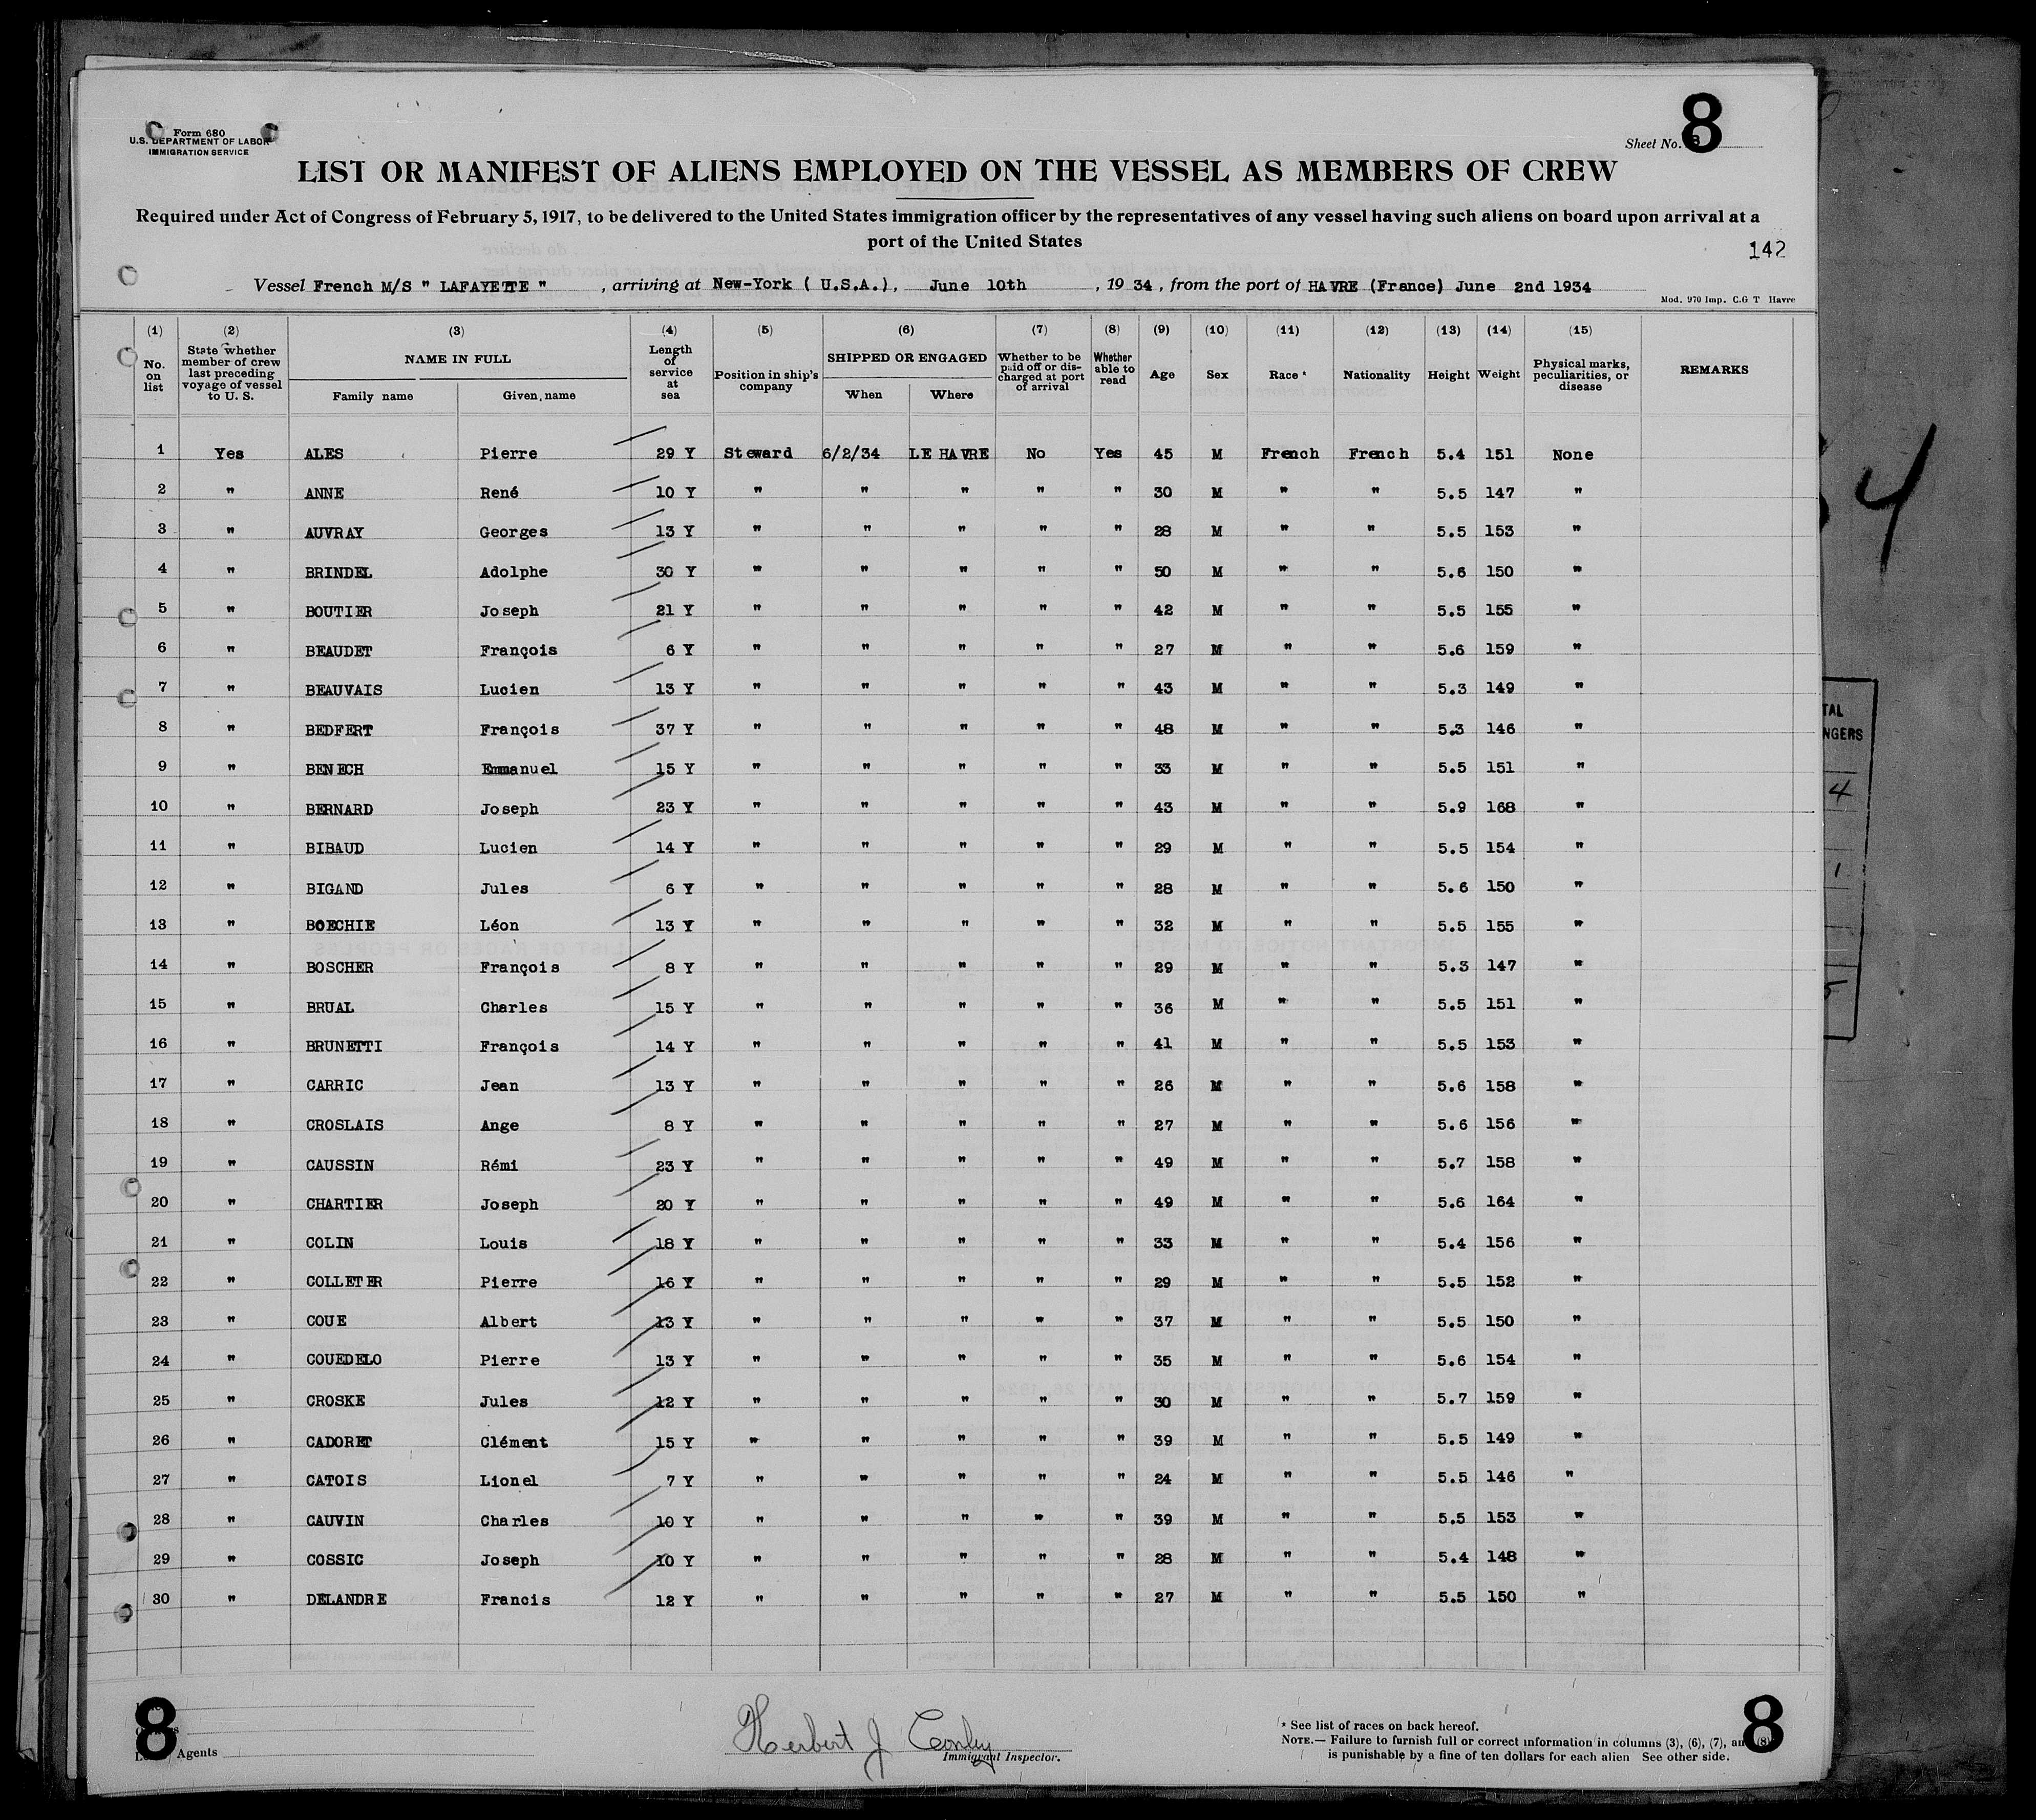 8
Form 680
U.S. DEPARTMENT OF LABOR
IMMIGRATION SERVICE
Sheet No.
LIST OR MANIFEST OF ALIENS EMPLOYED ON THE VESSEL AS MEMBERS OF CREW
Required under Act of Congress of February 5, 1917, to be delivered to the United States immigration officer by the representatives of any vessel having such aliens on board upon arrival at a
port of the United States
142
Vessel French M/S " LAFAYETTE " , arriving at New-York ( U.S.A.), June 10th , 19 34 , from the port of HAVRE (France) June 2nd 1934
Mod. 970 Imp. C.G T Havre
(1) (2) (3) (4) (5) (6) (7) (8) (9) (10) (11) (12) (13) (14) (15)
No. on list State whether member of crew last preceding voyage of vessel to U. S. NAME IN FULL Family name Given name Length of service at sea Position in ship's company SHIPPED OR ENGAGED When Where Whether to be paid off or discharged at port of arrival Whether able to read Age Sex Race * Nationality Height Weight Physical marks, peculiarities, or disease REMARKS
1 Yes ALES Pierre 29 Y Steward 6/2/34 LE HAVRE No Yes 45 M French French 5.4 151 None
2 " ANNE René 10 Y " " " " " 30 M " " 5.5 147 "
3 " AUVRAY Georges 13 Y " " " " " 28 M " " 5.5 153 "
4 " BRINDEL Adolphe 30 Y " " " " " 50 M " " 5.6 150 "
5 " BOUTIER Joseph 21 Y " " " " " 42 M " " 5.5 155 "
6 " BEAUDET François 6 Y " " " " " 27 M " " 5.6 159 "
7 " BEAUVAIS Lucien 13 Y " " " " " 43 M " " 5.3 149 "
8 " BEDFERT François 37 Y " " " " " 48 M " " 5.3 146 "
9 " BENECH Emmanuel 15 Y " " " " " 33 M " " 5.5 151 "
10 " BERNARD Joseph 23 Y " " " " " 43 M " " 5.9 168 "
11 " BIBAUD Lucien 14 Y " " " " " 29 M " " 5.5 154 "
12 " BIGAND Jules 6 Y " " " " " 28 M " " 5.6 150 "
13 " BOECHIE Léon 13 Y " " " " " 32 M " " 5.5 155 "
14 " BOSCHER François 8 Y " " " " " 29 M " " 5.3 147 "
15 " BRUAL Charles 15 Y " " " " " 36 M " " 5.5 151 "
16 " BRUNETTI François 14 Y " " " " " 41 M " " 5.5 153 "
17 " CARRIC Jean 13 Y " " " " " 26 M " " 5.6 158 "
18 " CROSLAIS Ange 8 Y " " " " " 27 M " " 5.6 156 "
19 " CAUSSIN Rémi 23 Y " " " " " 49 M " " 5.7 158 "
20 " CHARTIER Joseph 20 Y " " " " " 49 M " " 5.6 164 "
21 " COLIN Louis 18 Y " " " " " 33 M " " 5.4 156 "
22 " COLLETER Pierre 16 Y " " " " " 29 M " " 5.5 152 "
23 " COUE Albert 13 Y " " " " " 37 M " " 5.5 150 "
24 " COUEDELO Pierre 13 Y " " " " " 35 M " " 5.6 154 "
25 " CROSKE Jules 12 Y " " " " " 30 M " " 5.7 159 "
26 " CADORET Clément 15 Y " " " " " 39 M " " 5.5 149 "
27 " CATOIS Lionel 7 Y " " " " " 24 M " " 5.5 146 "
28 " CAUVIN Charles 10 Y " " " " " 39 M " " 5.5 153 "
29 " COSSIC Joseph 10 Y " " " " " 28 M " " 5.4 148 "
30 " DELANDRE Francis 12 Y " " " " " 27 M " " 5.5 150 "
8
Agents
Herbert J Conley
Immigrant Inspector.
* See list of races on back hereof.
NOTE.— Failure to furnish full or correct information in columns (3), (6), (7), and (8)
is punishable by a fine of ten dollars for each alien See other side.
8
4
TAL
NGERS
4
1
5